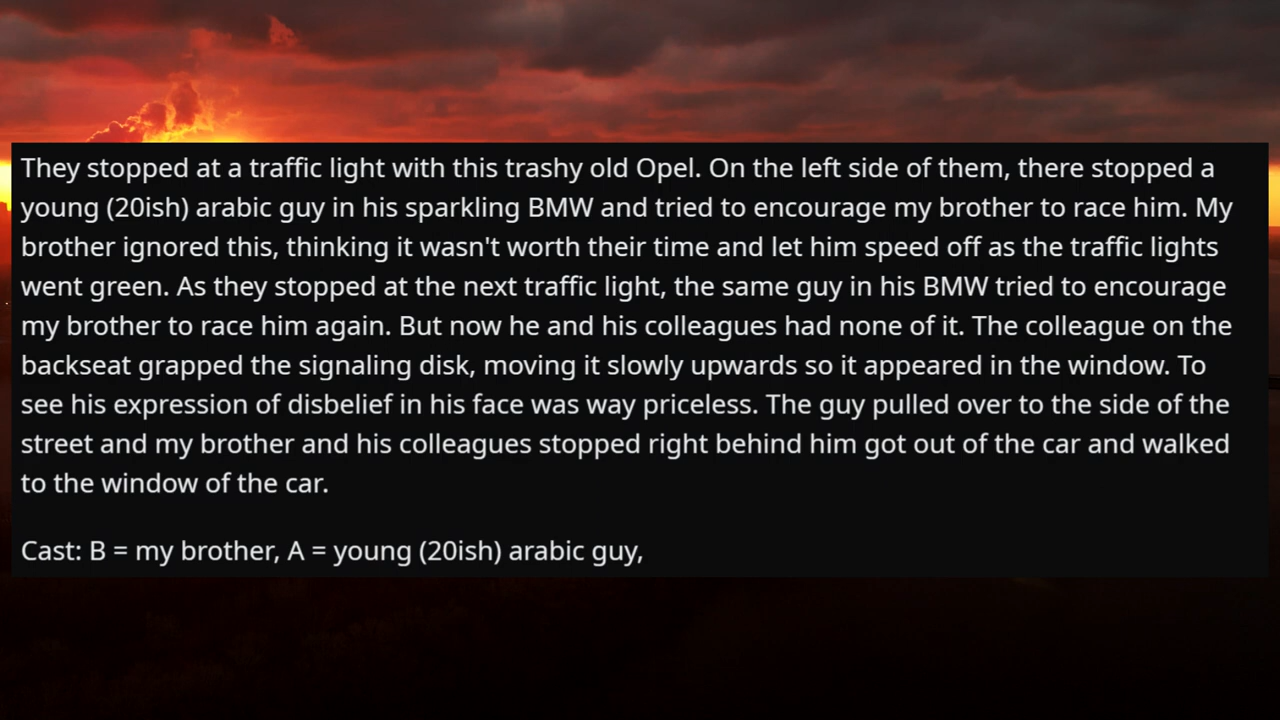 They stopped at a traffic light with this trashy old Opel. On the left side of them, there stopped a
young (20ish) arabic guy in his sparkling BMW and tried to encourage my brother to race him. My
brother ignored this, thinking it wasn't worth their time and let him speed off as the traffic lights
went green. As they stopped at the next traffic light, the same guy in his BMW tried to encourage
my brother to race him again. But now he and his colleagues had none of it. The colleague on the
backseat grapped the signaling disk, moving it slowly upwards so it appeared in the window. To
see his expression of disbelief in his face was way priceless. The guy pulled over to the side of the
street and my brother and his colleagues stopped right behind him got out of the car and walked
to the window of the car.
Cast: B = my brother, A = young (20ish) arabic guy,